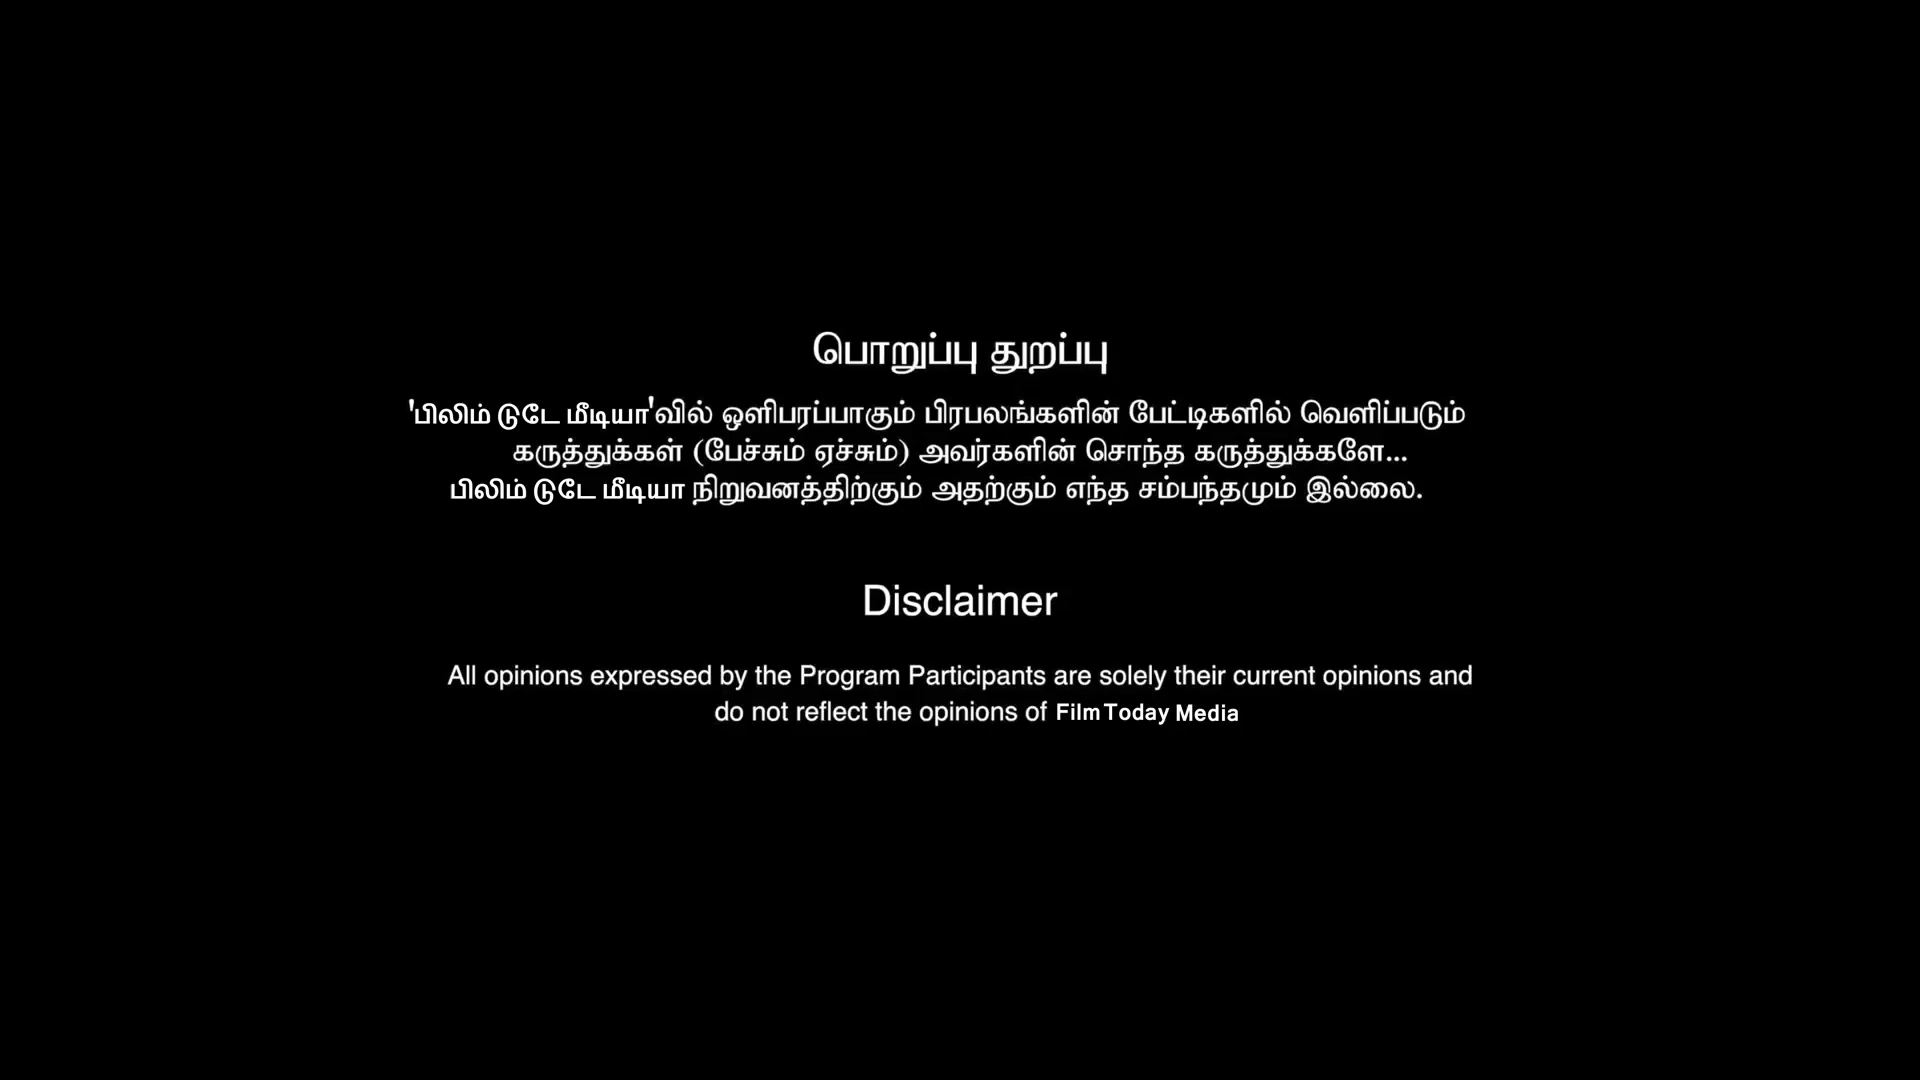 பொறுப்பு துறப்பு
'பிலிம் டுடே மீடியா'வில் ஒளிபரப்பாகும் பிரபலங்களின் பேட்டிகளில் வெளிப்படும்
கருத்துக்கள் (பேச்சும் ஏச்சும்) அவர்களின் சொந்த கருத்துக்களே...
பிலிம் டுடே மீடியா நிறுவனத்திற்கும் அதற்கும் எந்த சம்பந்தமும் இல்லை.
Disclaimer
All opinions expressed by the Program Participants are solely their current opinions and
do not reflect the opinions of Film Today Media